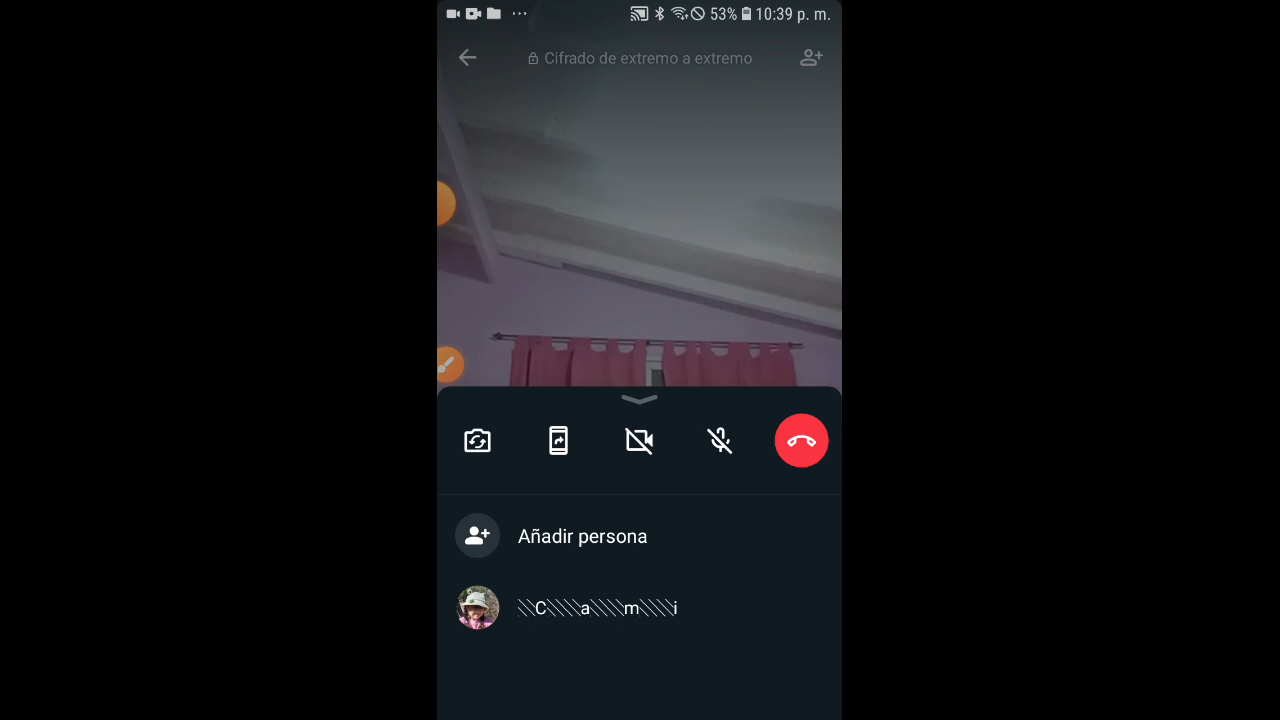 53% 10:39 p. m.
Cifrado de extremo a extremo
Añadir persona
▧C▧▧a▧▧m▧▧i